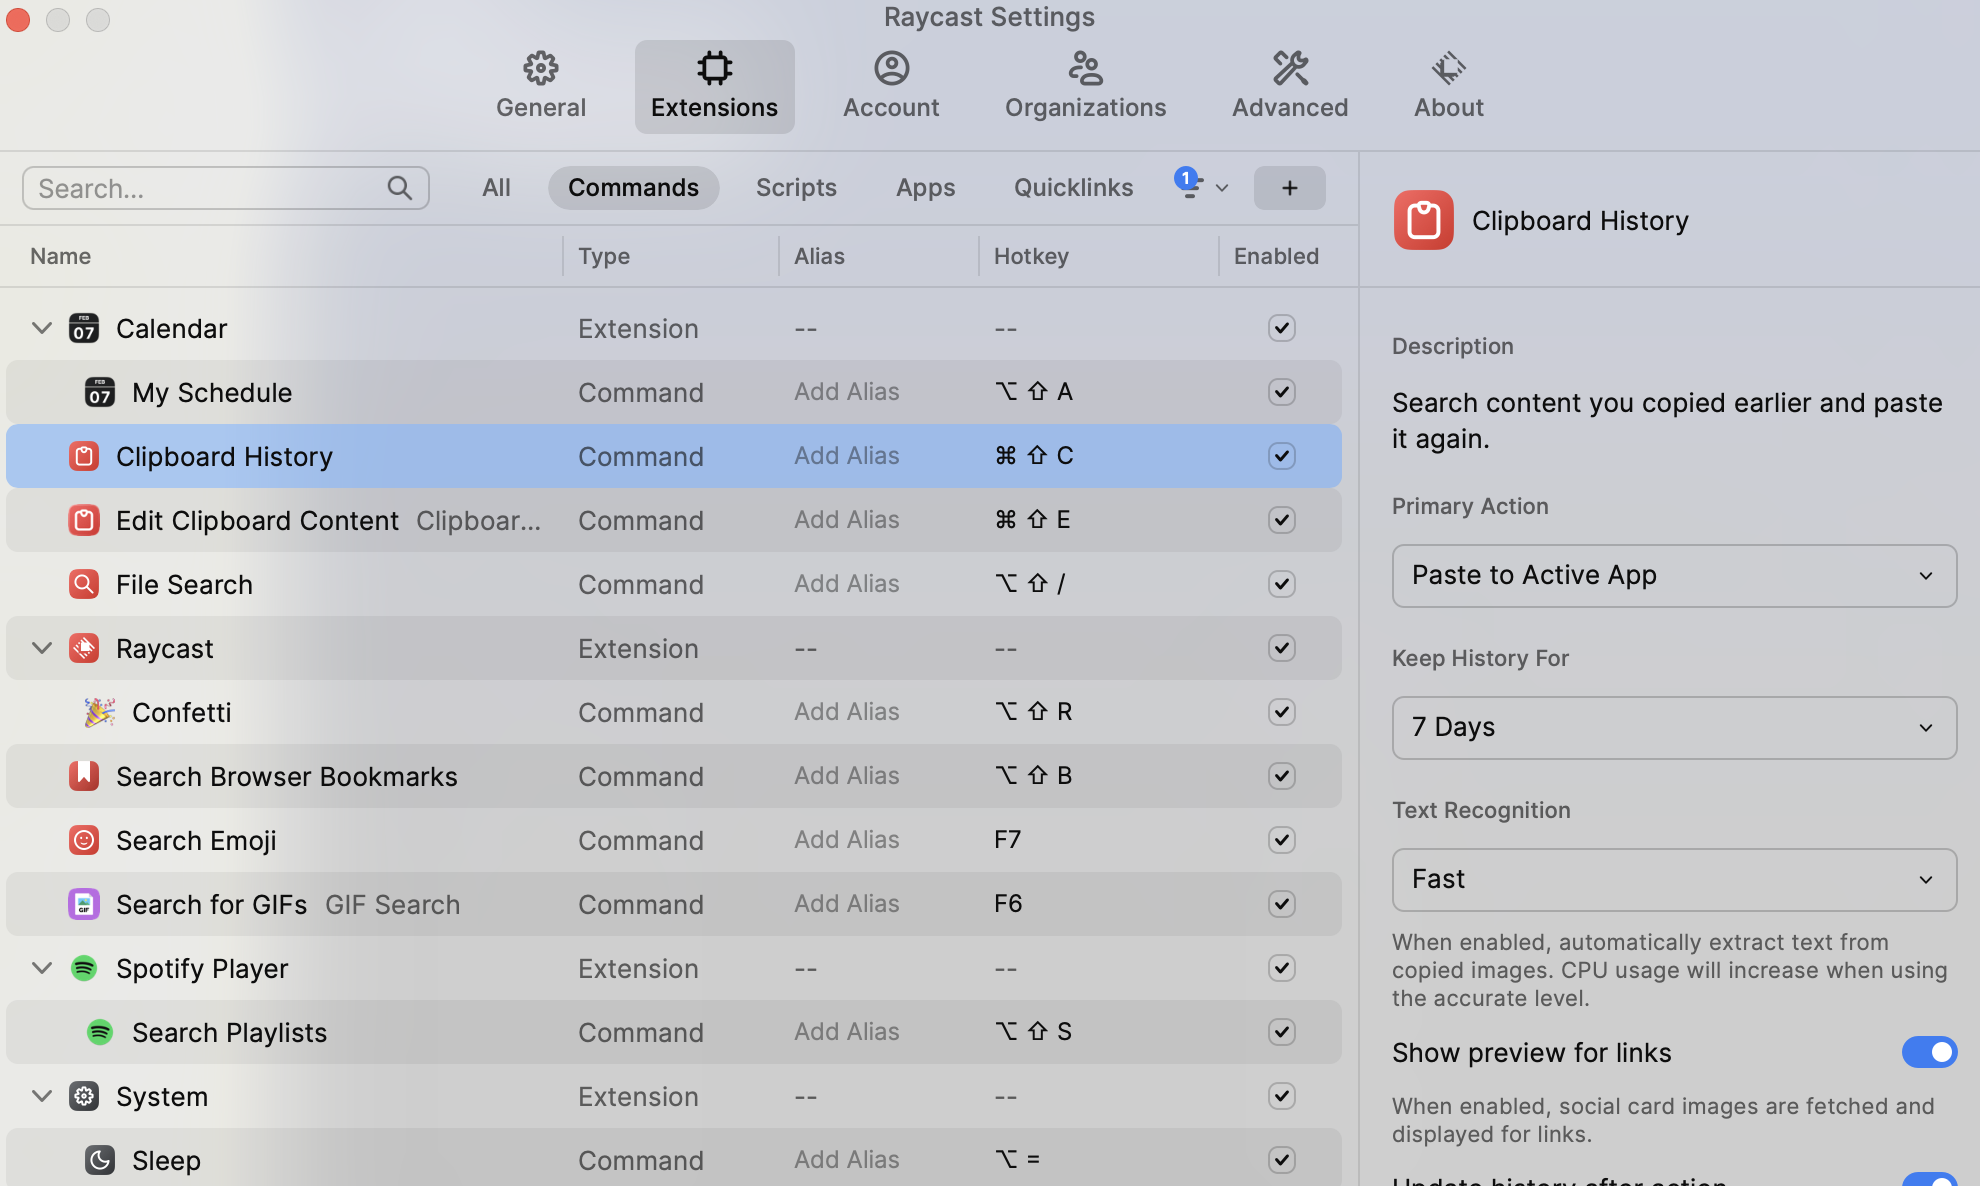 Raycast Settings
General Extensions Account Organizations Advanced About
Search... All Commands Scripts Apps Quicklinks 1 +
Name Type Alias Hotkey Enabled
Calendar Extension -- --
My Schedule Command Add Alias ⌥ ⇧ A
Clipboard History Command Add Alias ⌘ ⇧ C
Edit Clipboard Content Clipboar... Command Add Alias ⌘ ⇧ E
File Search Command Add Alias ⌥ ⇧ /
Raycast Extension -- --
Confetti Command Add Alias ⌥ ⇧ R
Search Browser Bookmarks Command Add Alias ⌥ ⇧ B
Search Emoji Command Add Alias F7
Search for GIFs GIF Search Command Add Alias F6
Spotify Player Extension -- --
Search Playlists Command Add Alias ⌥ ⇧ S
System Extension -- --
Sleep Command Add Alias ⌥ =
Clipboard History
Description
Search content you copied earlier and paste
it again.
Primary Action
Paste to Active App
Keep History For
7 Days
Text Recognition
Fast
When enabled, automatically extract text from
copied images. CPU usage will increase when using
the accurate level.
Show preview for links
When enabled, social card images are fetched and
displayed for links.
Update history after action